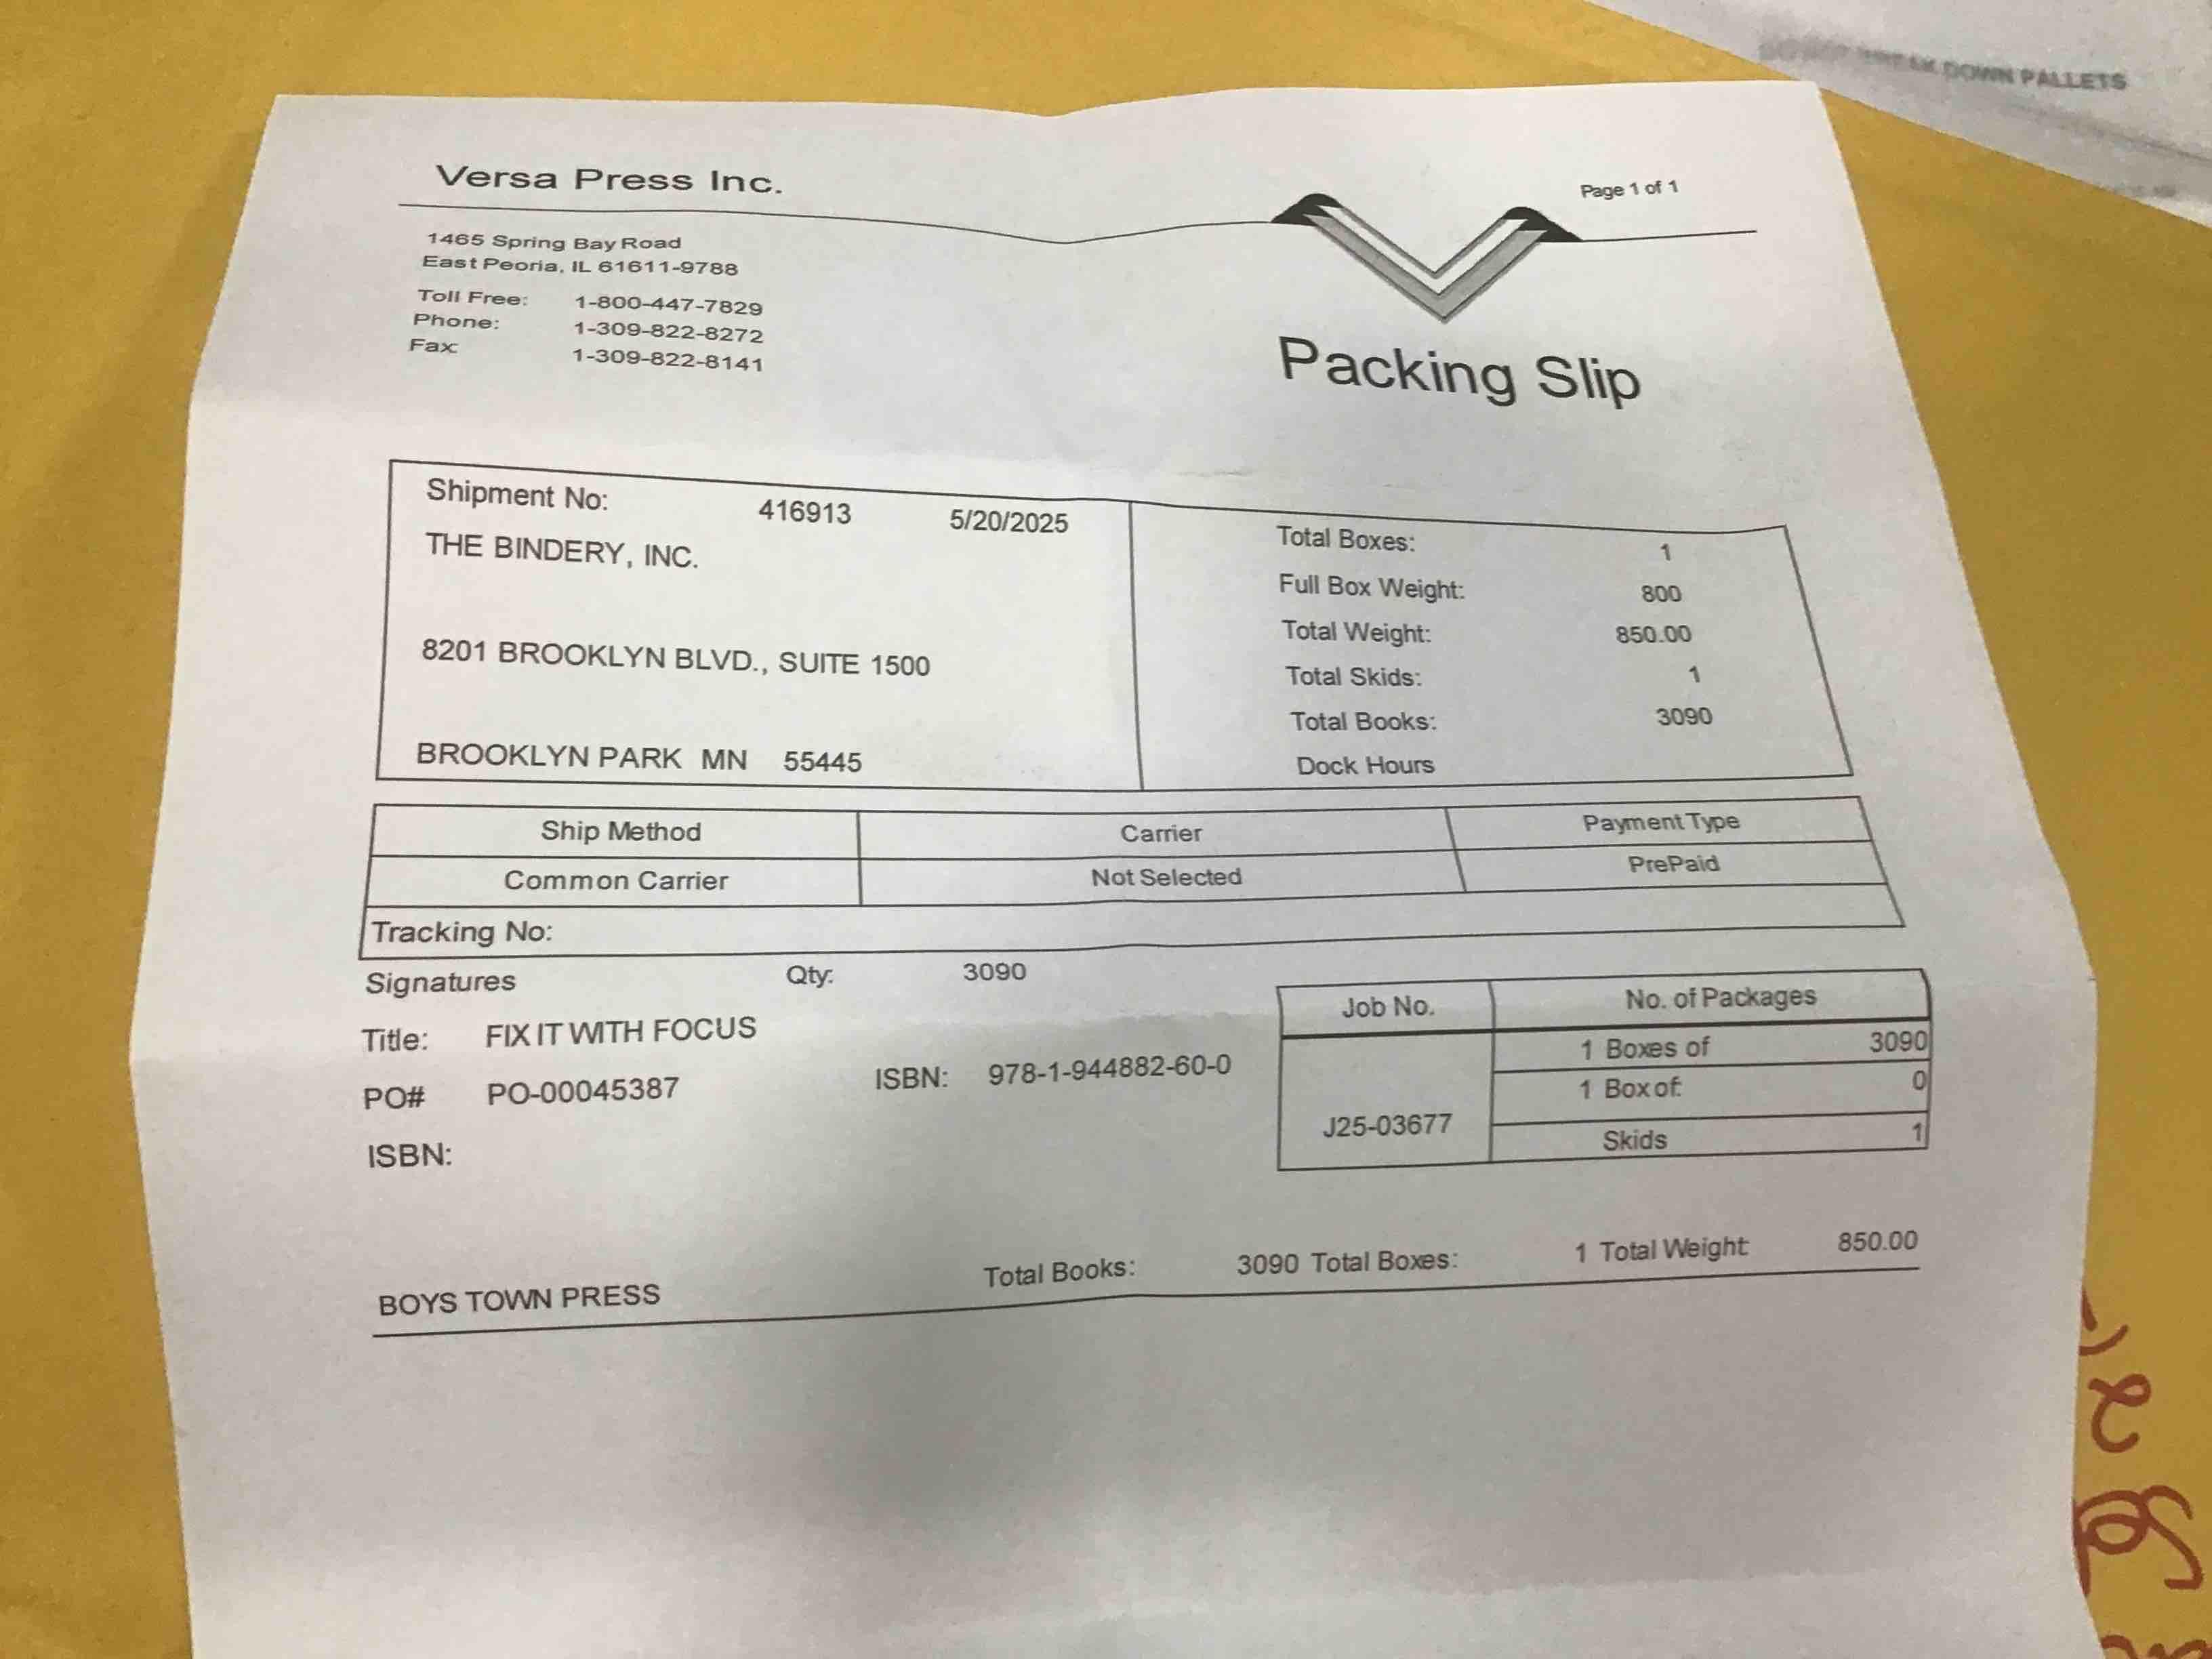 DOWN PALLETS
Versa Press Inc.
Page 1 of 1
1465 Spring Bay Road
East Peoria, IL 61611-9788
Toll Free: 1-800-447-7829
Phone: 1-309-822-8272
Fax: 1-309-822-8141
Packing Slip
Shipment No: 416913 5/20/2025
THE BINDERY, INC.
8201 BROOKLYN BLVD., SUITE 1500
BROOKLYN PARK MN 55445
Total Boxes: 1
Full Box Weight: 800
Total Weight: 850.00
Total Skids: 1
Total Books: 3090
Dock Hours
Ship Method Carrier Payment Type
Common Carrier Not Selected PrePaid
Tracking No:
Signatures Qty: 3090
Title: FIX IT WITH FOCUS
PO# PO-00045387 ISBN: 978-1-944882-60-0
ISBN:
Job No. No. of Packages
J25-03677
1 Boxes of 3090
1 Box of: 0
Skids 1
BOYS TOWN PRESS Total Books: 3090 Total Boxes: 1 Total Weight: 850.00